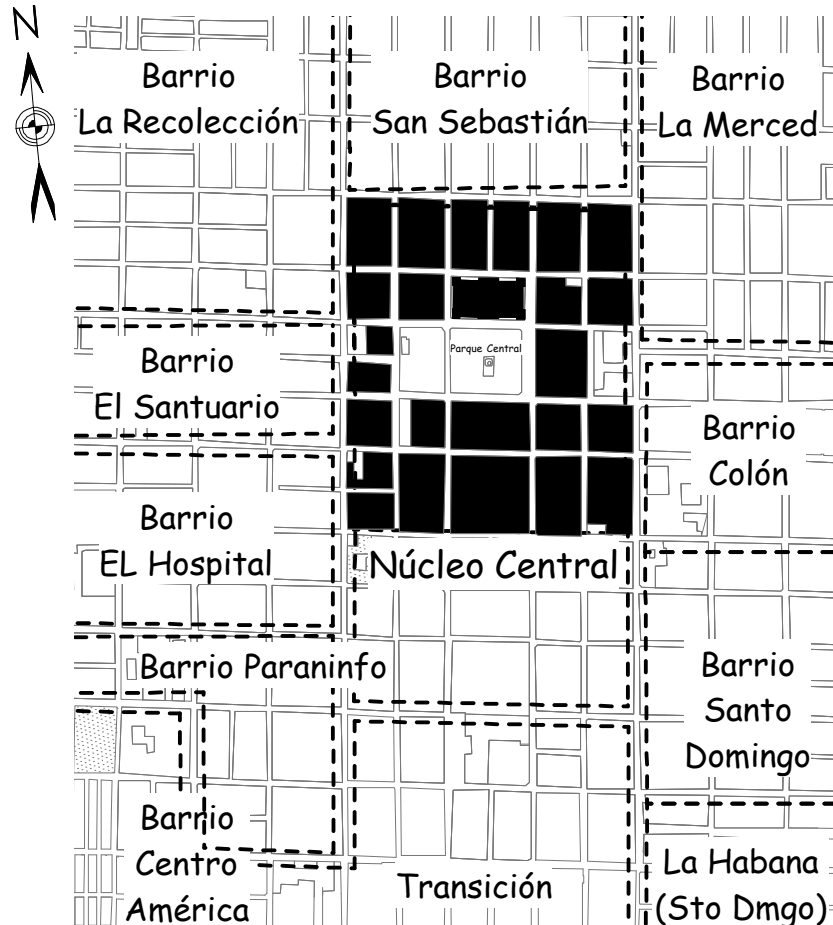 N
Barrio
La Recolección
Barrio
San Sebastián
Barrio
La Merced
Parque Central
Barrio
El Santuario
Barrio
Colón
Barrio
EL Hospital
Núcleo Central
Barrio Paraninfo
Barrio
Santo
Domingo
Barrio
Centro
América
Transición
La Habana
(Sto Dmgo)